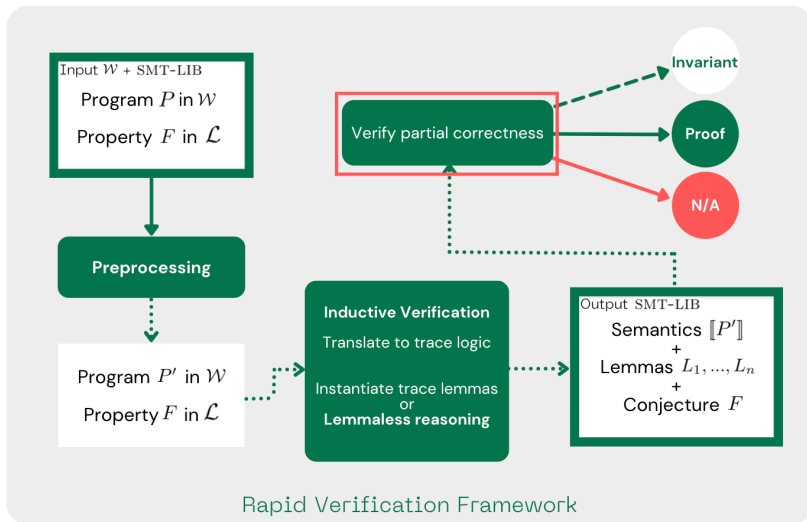 Input 𝒲 + SMT-LIB
Program P in 𝒲
Property F in ℒ
Preprocessing
Program P′ in 𝒲
Property F in ℒ
Inductive Verification
Translate to trace logic
Instantiate trace lemmas
or
Lemmaless reasoning
Output SMT-LIB
Semantics ⟦P′⟧
+
Lemmas L₁, ..., Lₙ
+
Conjecture F
Verify partial correctness
Invariant
Proof
N/A
Rapid Verification Framework